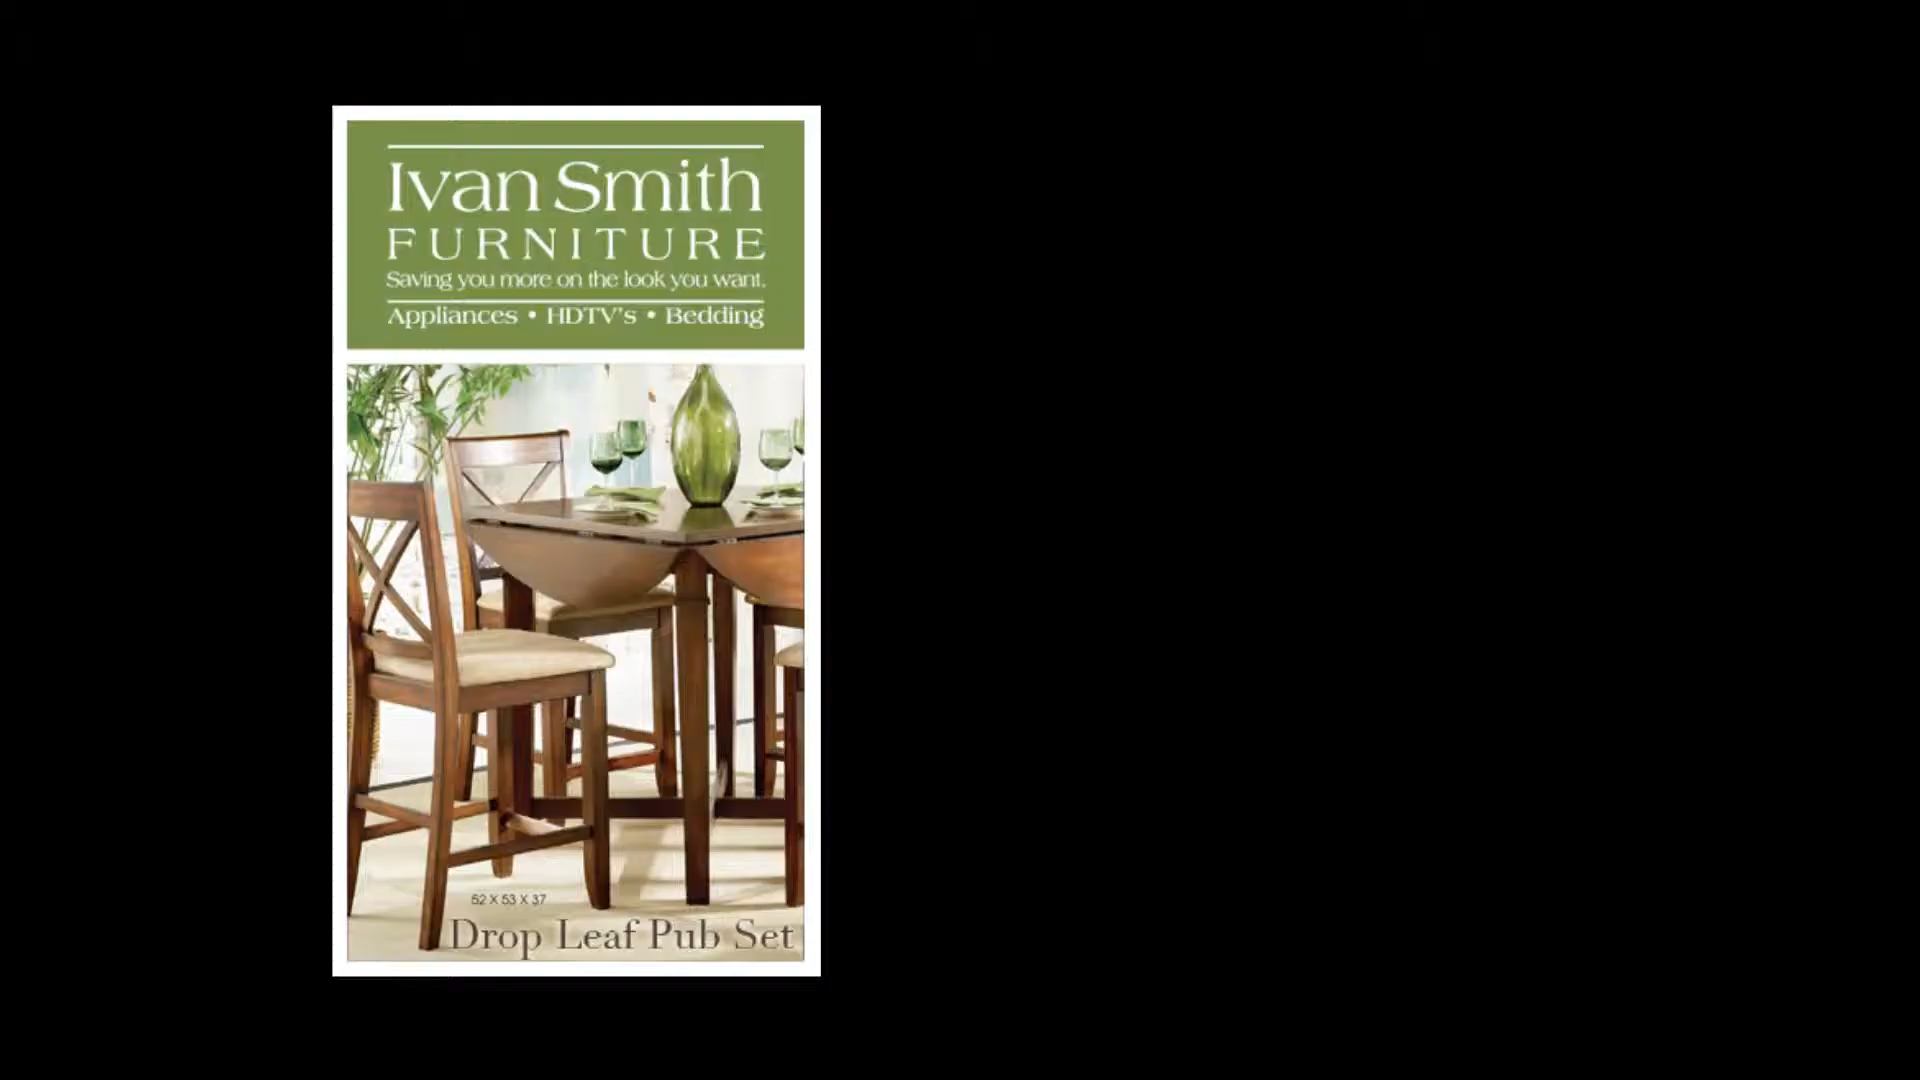 Ivan Smith
FURNITURE
Saving you more on the look you want.
Appliances • HDTV's • Bedding
52 X 53 X 37
Drop Leaf Pub Set